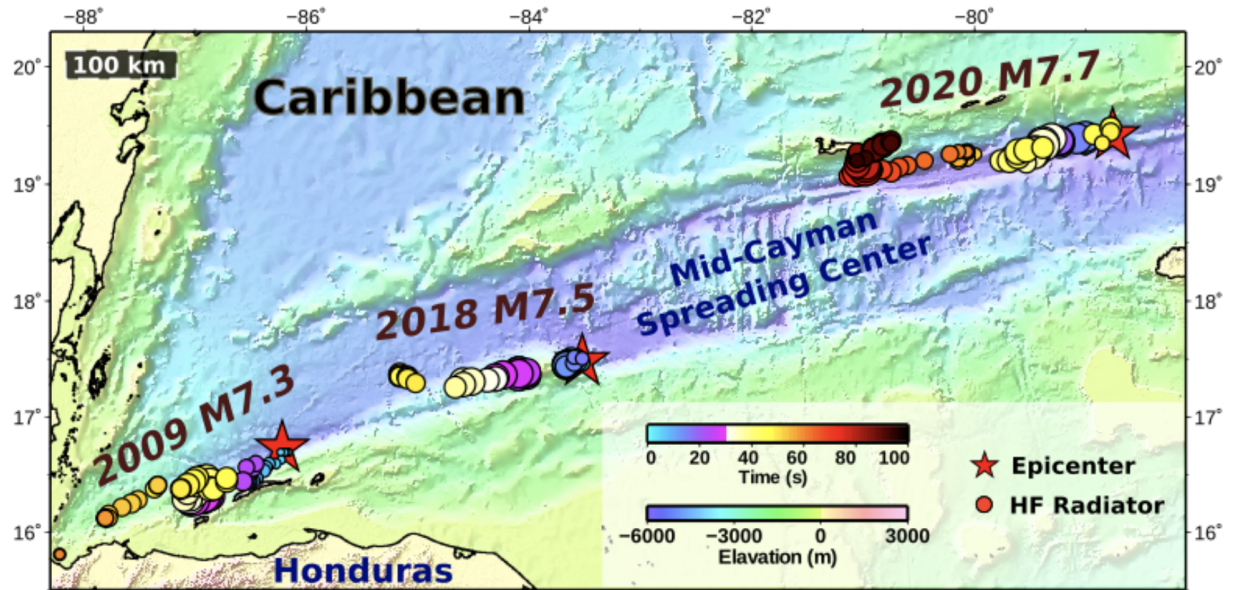 −88˚ −86˚ −84˚ −82˚ −80˚
20˚ 20˚
100 km
Caribbean
2020 M7.7
19˚ 19˚
Mid-Cayman
Spreading Center
18˚ 18˚
2018 M7.5
17˚ 17˚
2009 M7.3
0 20 40 60 80 100
Time (s)
Epicenter
HF Radiator
−6000 −3000 0 3000
Elavation (m)
16˚ 16˚
Honduras